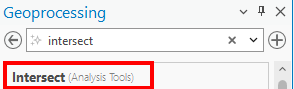 Geoprocessing
intersect
Intersect (Analysis Tools)